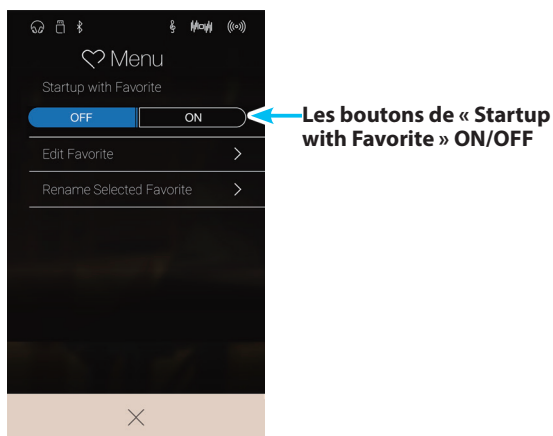 Menu
Startup with Favorite
OFF ON
Les boutons de « Startup
with Favorite » ON/OFF
Edit Favorite
Rename Selected Favorite